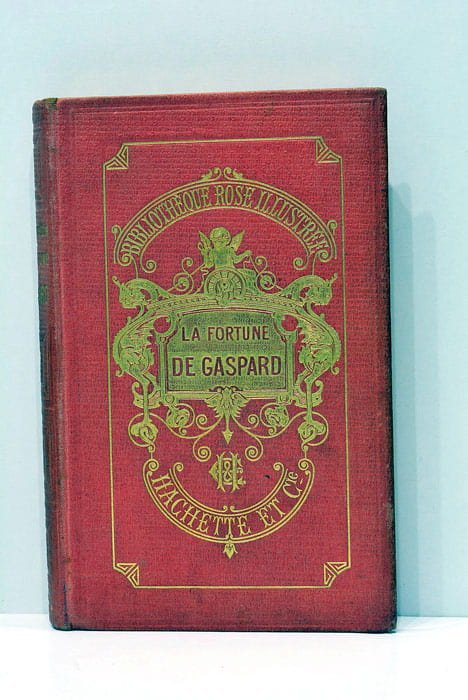 BIBLIOTHÈQUE ROSE ILLUSTRÉE
LA FORTUNE
DE GASPARD
H&C
HACHETTE ET Cie